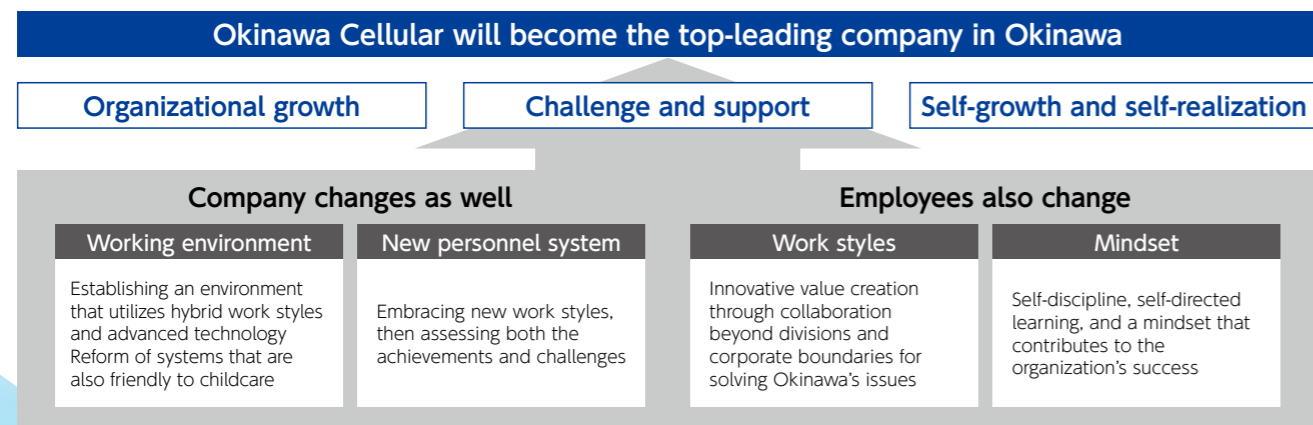 Okinawa Cellular will become the top-leading company in Okinawa
Organizational growth
Challenge and support
Self-growth and self-realization
Company changes as well
Working environment
Establishing an environment
that utilizes hybrid work styles
and advanced technology
Reform of systems that are
also friendly to childcare
New personnel system
Embracing new work styles,
then assessing both the
achievements and challenges
Employees also change
Work styles
Innovative value creation
through collaboration
beyond divisions and
corporate boundaries for
solving Okinawa's issues
Mindset
Self-discipline, self-directed
learning, and a mindset that
contributes to the
organization's success